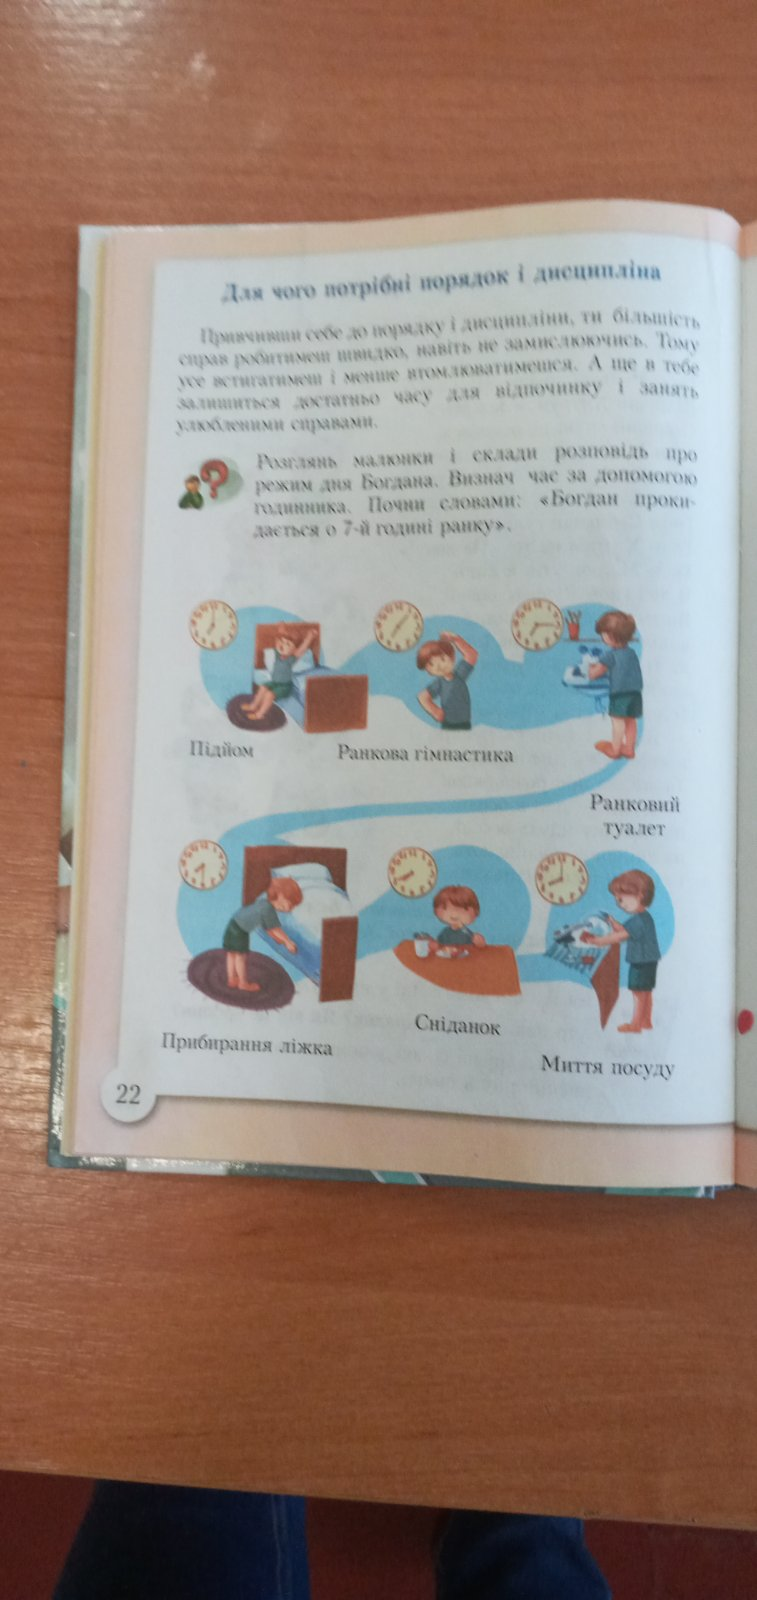 Для чого потрібні порядок і дисципліна
Привчивши себе до порядку і дисципліни, ти більшість
справ робитимеш швидко, навіть не замислюючись. Тому
усе встигатимеш і менше втомлюватимешся. А ще в тебе
залишиться достатньо часу для відпочинку і занять
улюбленими справами.
Розглянь малюнки і склади розповідь про
режим дня Богдана. Визнач час за допомогою
годинника. Почни словами: «Богдан проки-
дається о 7-й годині ранку».
Підйом
Ранкова гімнастика
Ранковий
туалет
Прибирання ліжка
Сніданок
Миття посуду
22